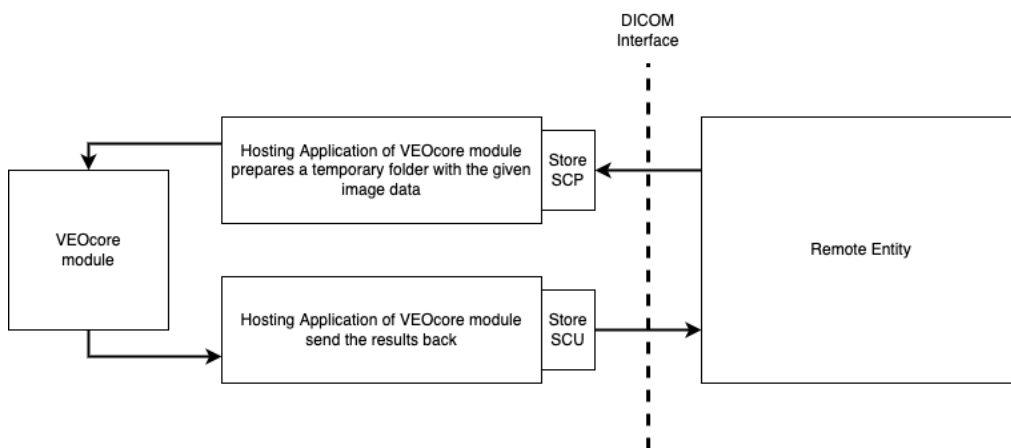 DICOM
Interface
Hosting Application of VEOcore module
prepares a temporary folder with the given
image data
Store
SCP
VEOcore
module
Remote Entity
Hosting Application of VEOcore module
send the results back
Store
SCU